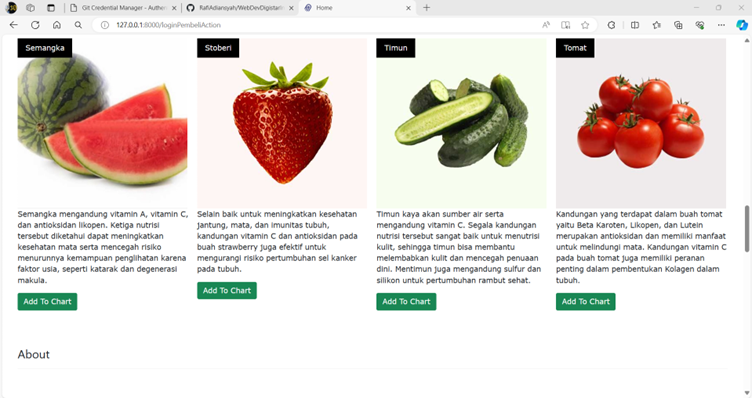 Git Credential Manager - Authen
RafiAdiansyah/WebDevDigistarIn
Home
127.0.0.1:8000/loginPembeliAction
Semangka
Stoberi
Timun
Tomat
Semangka mengandung vitamin A, vitamin C,
dan antioksidan likopen. Ketiga nutrisi
tersebut diketahui dapat meningkatkan
kesehatan mata serta mencegah risiko
menurunnya kemampuan penglihatan karena
faktor usia, seperti katarak dan degenerasi
makula.
Add To Chart
Selain baik untuk meningkatkan kesehatan
jantung, mata, dan imunitas tubuh,
kandungan vitamin C dan antioksidan pada
buah strawberry juga efektif untuk
mengurangi risiko pertumbuhan sel kanker
pada tubuh.
Add To Chart
Timun kaya akan sumber air serta
mengandung vitamin C. Segala kandungan
nutrisi tersebut sangat baik untuk menutrisi
kulit, sehingga timun bisa membantu
melembabkan kulit dan mencegah penuaan
dini. Mentimun juga mengandung sulfur dan
silikon untuk pertumbuhan rambut sehat.
Add To Chart
Kandungan yang terdapat dalam buah tomat
yaitu Beta Karoten, Likopen, dan Lutein
merupakan antioksidan dan memiliki manfaat
untuk melindungi mata. Kandungan vitamin C
pada buah tomat juga memiliki peranan
penting dalam pembentukan Kolagen dalam
tubuh.
Add To Chart
About